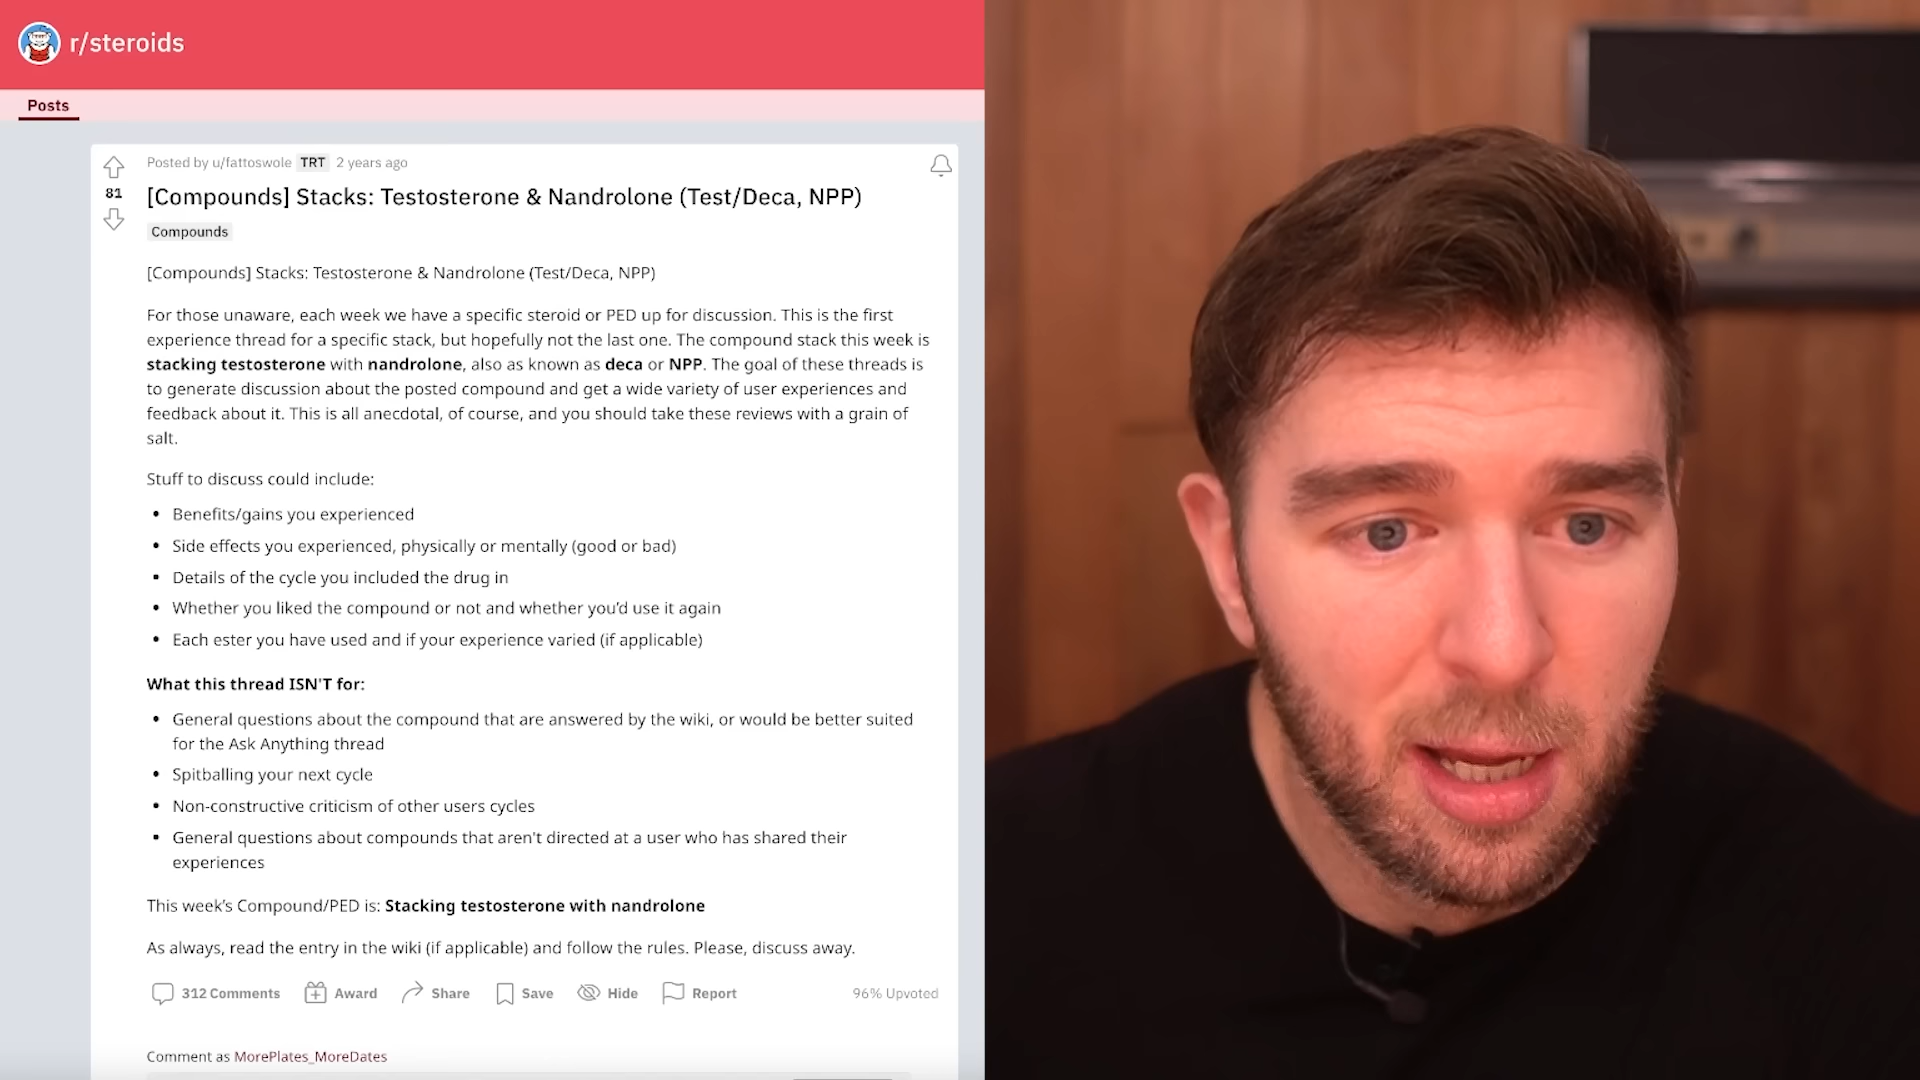 r/steroids
Posts
Posted by u/fattoswole TRT 2 years ago
81
[Compounds] Stacks: Testosterone & Nandrolone (Test/Deca, NPP)
Compounds
[Compounds] Stacks: Testosterone & Nandrolone (Test/Deca, NPP)
For those unaware, each week we have a specific steroid or PED up for discussion. This is the first
experience thread for a specific stack, but hopefully not the last one. The compound stack this week is
stacking testosterone with nandrolone, also as known as deca or NPP. The goal of these threads is
to generate discussion about the posted compound and get a wide variety of user experiences and
feedback about it. This is all anecdotal, of course, and you should take these reviews with a grain of
salt.
Stuff to discuss could include:
• Benefits/gains you experienced
• Side effects you experienced, physically or mentally (good or bad)
• Details of the cycle you included the drug in
• Whether you liked the compound or not and whether you'd use it again
• Each ester you have used and if your experience varied (if applicable)
What this thread ISN'T for:
• General questions about the compound that are answered by the wiki, or would be better suited
for the Ask Anything thread
• Spitballing your next cycle
• Non-constructive criticism of other users cycles
• General questions about compounds that aren't directed at a user who has shared their
experiences
This week's Compound/PED is: Stacking testosterone with nandrolone
As always, read the entry in the wiki (if applicable) and follow the rules. Please, discuss away.
312 Comments Award Share Save Hide Report 96% Upvoted
Comment as MorePlates_MoreDates